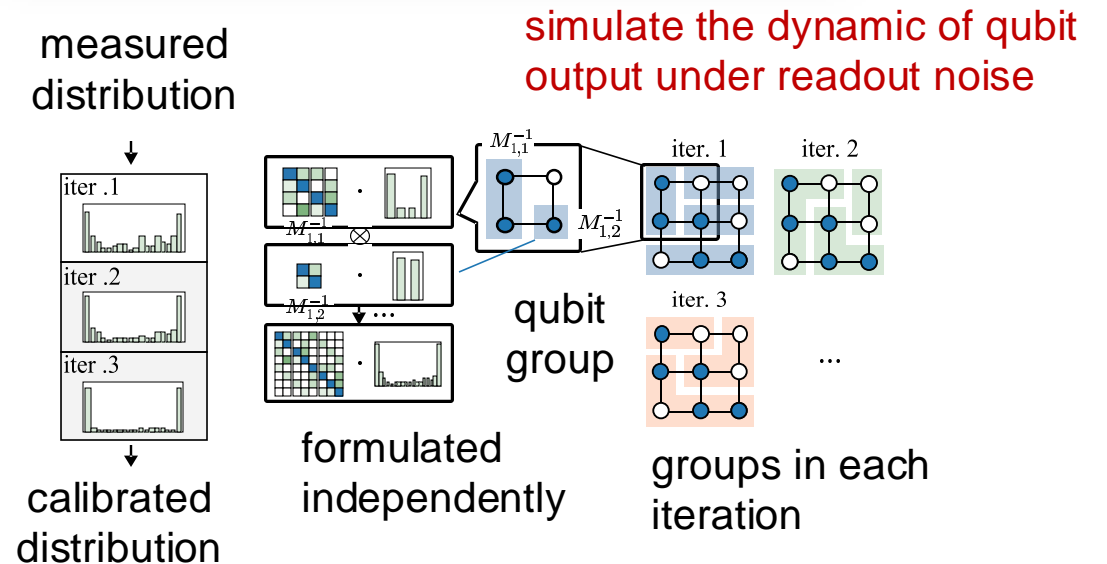 simulate the dynamic of qubit
output under readout noise
measured
distribution
iter .1
iter .2
iter .3
calibrated
distribution
M_{1,1}^{-1}
⊗
M_{1,2}^{-1}
...
formulated
independently
M_{1,1}^{-1}
M_{1,2}^{-1}
qubit
group
iter. 1
iter. 2
iter. 3
...
groups in each
iteration